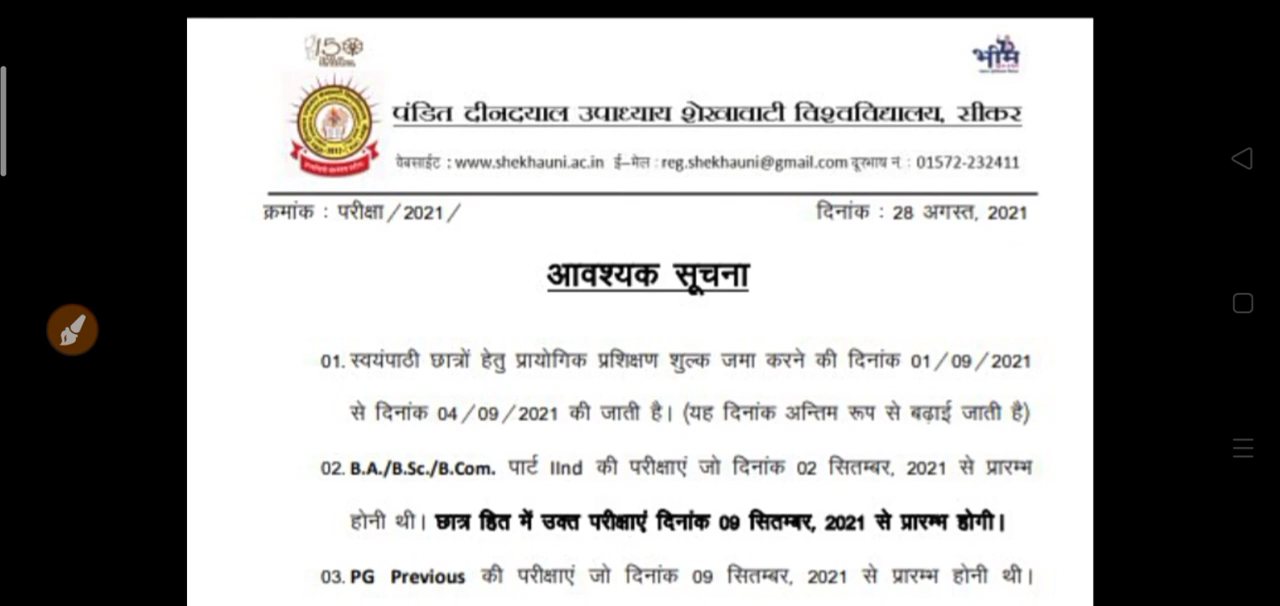 150
भीम
पंडित दीनदयाल उपाध्याय शेखावाटी विश्वविद्यालय, सीकर
वेबसाईट : www.shekhauni.ac.in ई–मेल : reg.shekhauni@gmail.com दूरभाष नं. : 01572-232411
क्रमांक : परीक्षा/2021/ दिनांक : 28 अगस्त, 2021
आवश्यक सूचना
01. स्वयंपाठी छात्रों हेतु प्रायोगिक प्रशिक्षण शुल्क जमा करने की दिनांक 01/09/2021
से दिनांक 04/09/2021 की जाती है। (यह दिनांक अन्तिम रूप से बढ़ाई जाती है)
02. B.A./B.Sc./B.Com. पार्ट IInd की परीक्षाएं जो दिनांक 02 सितम्बर, 2021 से प्रारम्भ
होनी थी। छात्र हित में उक्त परीक्षाएं दिनांक 09 सितम्बर, 2021 से प्रारम्भ होगी।
03. PG Previous की परीक्षाएं जो दिनांक 09 सितम्बर, 2021 से प्रारम्भ होनी थी।